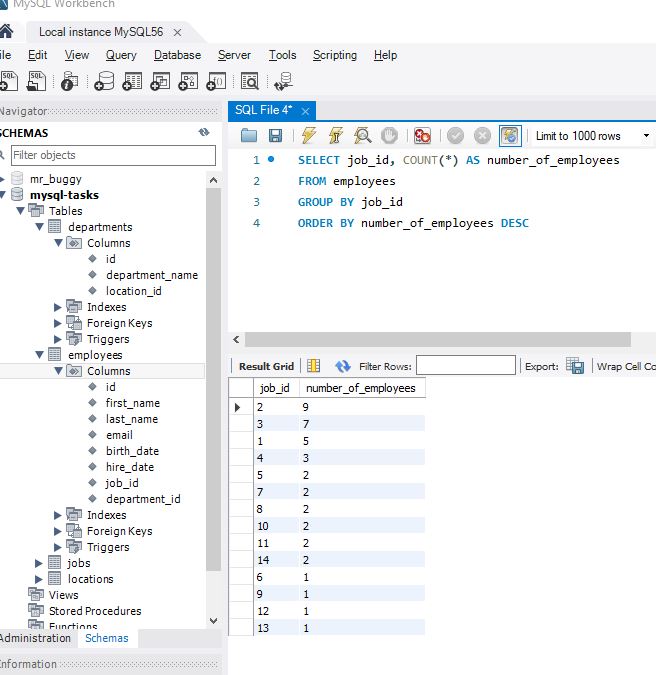 MySQL Workbench
Local instance MySQL56
ile Edit View Query Database Server Tools Scripting Help
SQL SQL
Navigator
SCHEMAS
Filter objects
mr_buggy
mysql-tasks
Tables
departments
Columns
id
department_name
location_id
Indexes
Foreign Keys
Triggers
employees
Columns
id
first_name
last_name
email
birth_date
hire_date
job_id
department_id
Indexes
Foreign Keys
Triggers
jobs
locations
Views
Stored Procedures
Functions
Administration Schemas
Information
SQL File 4*
Limit to 1000 rows
1 SELECT job_id, COUNT(*) AS number_of_employees
2 FROM employees
3 GROUP BY job_id
4 ORDER BY number_of_employees DESC
Result Grid Filter Rows: Export: Wrap Cell Co
job_id number_of_employees
2 9
3 7
1 5
4 3
5 2
7 2
8 2
10 2
11 2
14 2
6 1
9 1
12 1
13 1